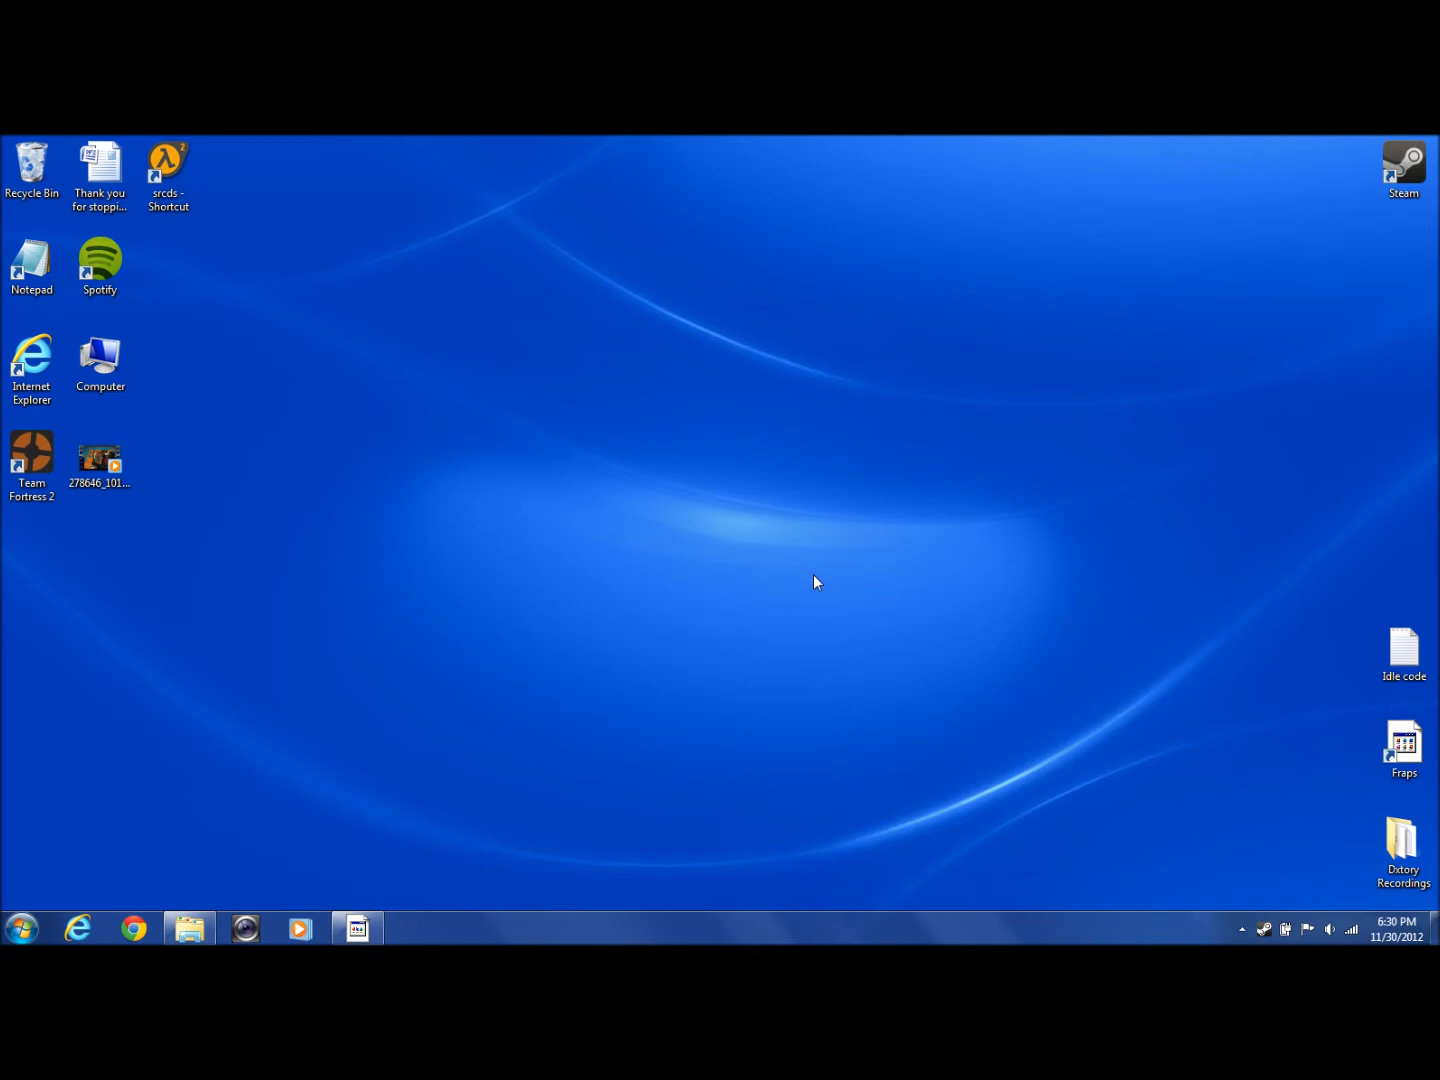 Recycle Bin
Thank you
for stoppi...
srcds -
Shortcut
Steam
Notepad
Spotify
Internet
Explorer
Computer
Team
Fortress 2
278646_101...
Idle code
Fraps
Dxtory
Recordings
6:30 PM
11/30/2012